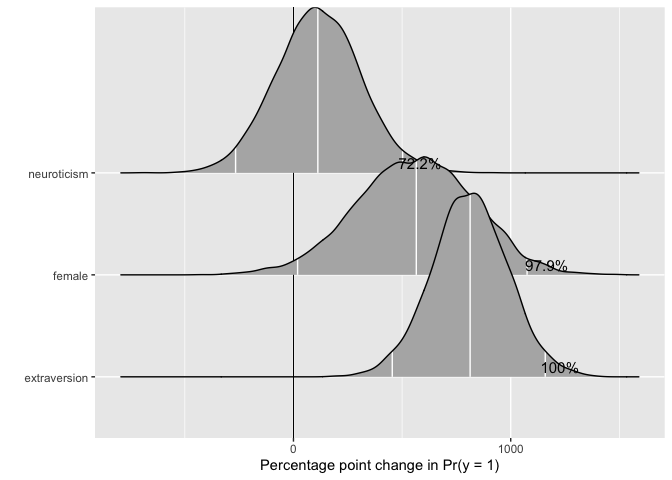 neuroticism
72.2%
female
97.9%
extraversion
100%
0
1000
Percentage point change in Pr(y = 1)